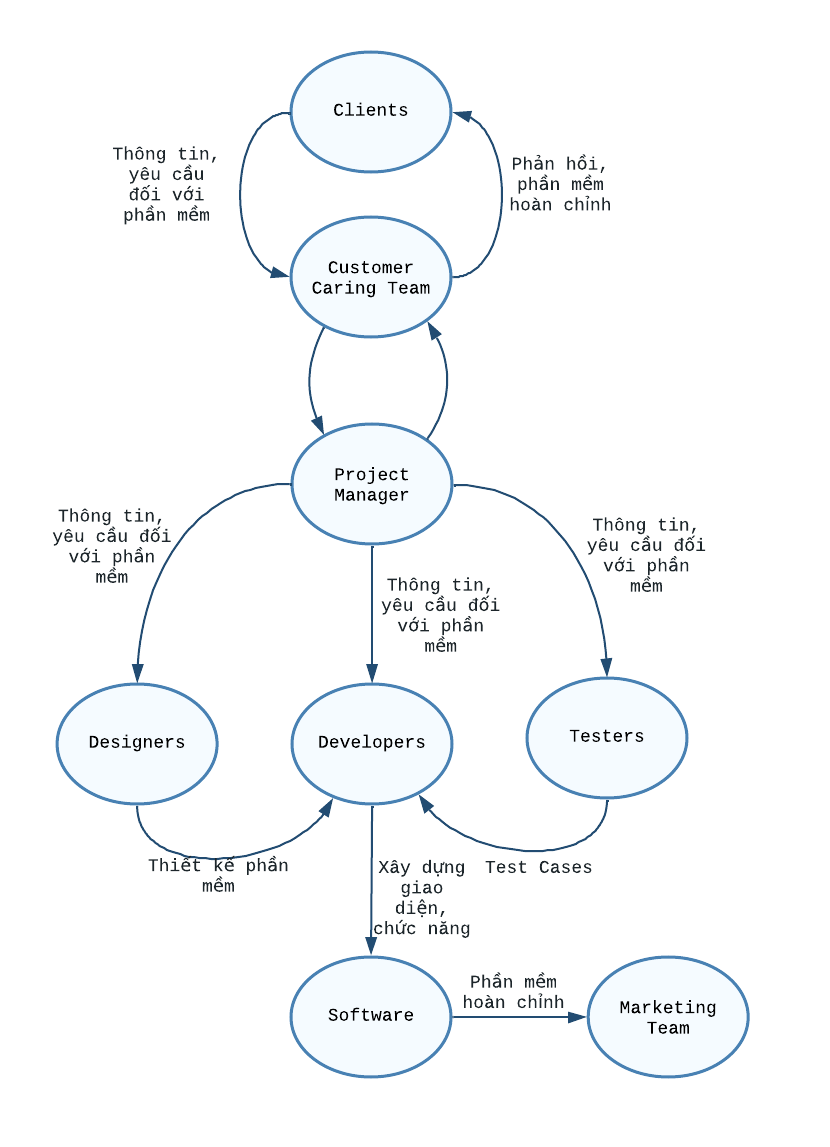 Clients
Thông tin,
yêu cầu
đối với
phần mềm
Phản hồi,
phần mềm
hoàn chỉnh
Customer
Caring Team
Project
Manager
Thông tin,
yêu cầu đối
với phần
mềm
Thông tin,
yêu cầu đối
với phần
mềm
Thông tin,
yêu cầu đối
với phần
mềm
Designers
Developers
Testers
Thiết kế phần
mềm
Xây dựng
giao
diện,
chức năng
Test Cases
Software
Phần mềm
hoàn chỉnh
Marketing
Team